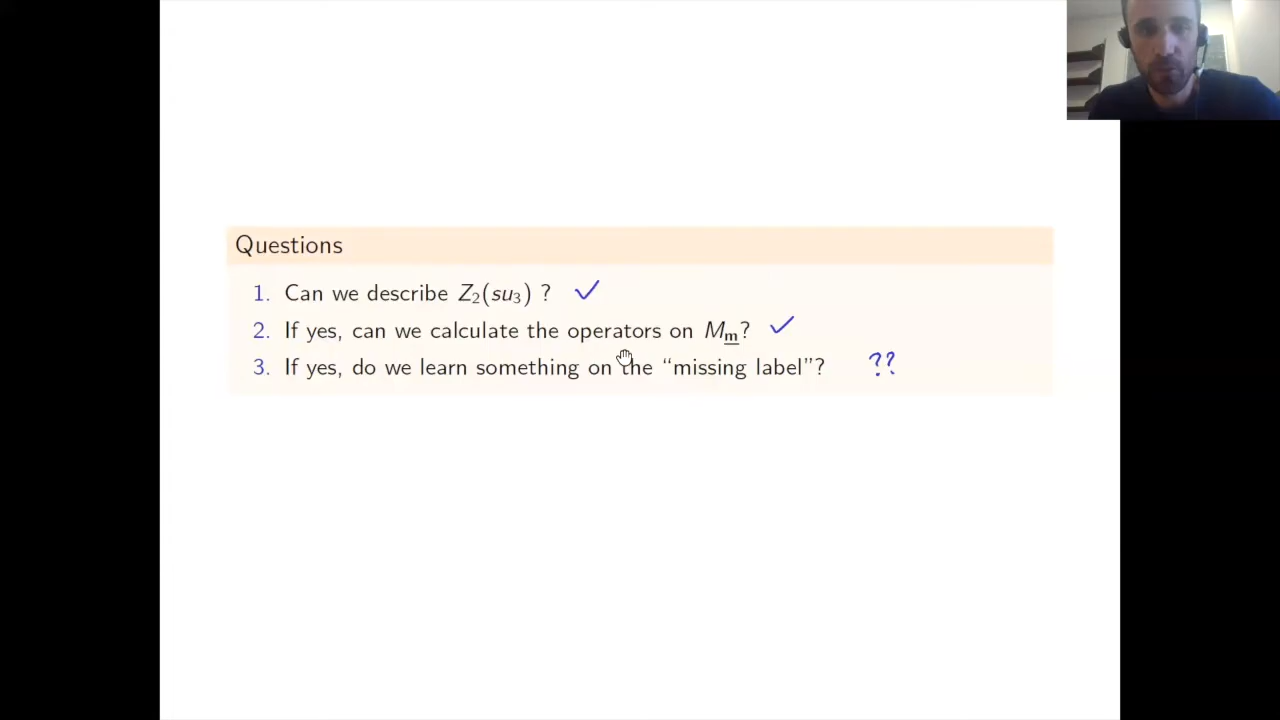 Questions
1. Can we describe Z₂(su₃) ? ✓
2. If yes, can we calculate the operators on M_m? ✓
3. If yes, do we learn something on the “missing label”? ??